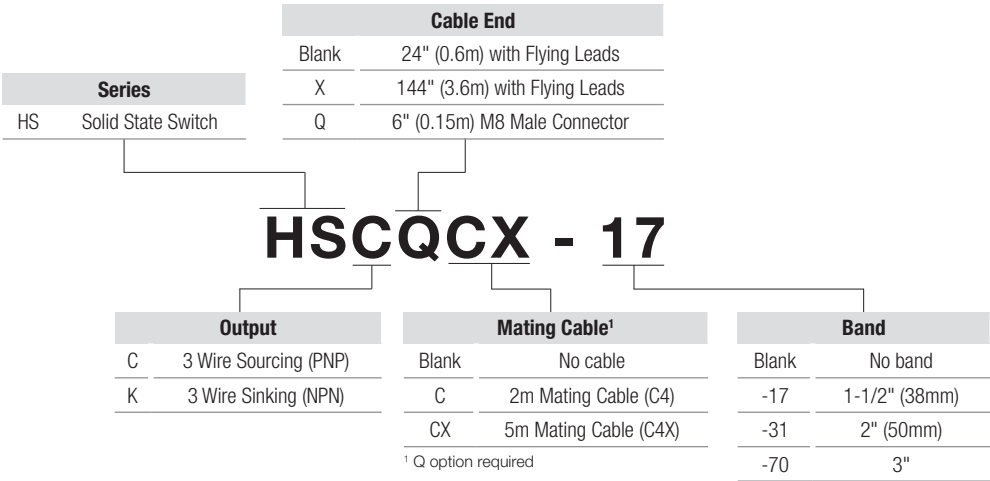 Cable End
Blank 24" (0.6m) with Flying Leads
X 144" (3.6m) with Flying Leads
Q 6" (0.15m) M8 Male Connector
Series
HS Solid State Switch
HSCQCX - 17
Output
C 3 Wire Sourcing (PNP)
K 3 Wire Sinking (NPN)
Mating Cable¹
Blank No cable
C 2m Mating Cable (C4)
CX 5m Mating Cable (C4X)
¹ Q option required
Band
Blank No band
-17 1-1/2" (38mm)
-31 2" (50mm)
-70 3"